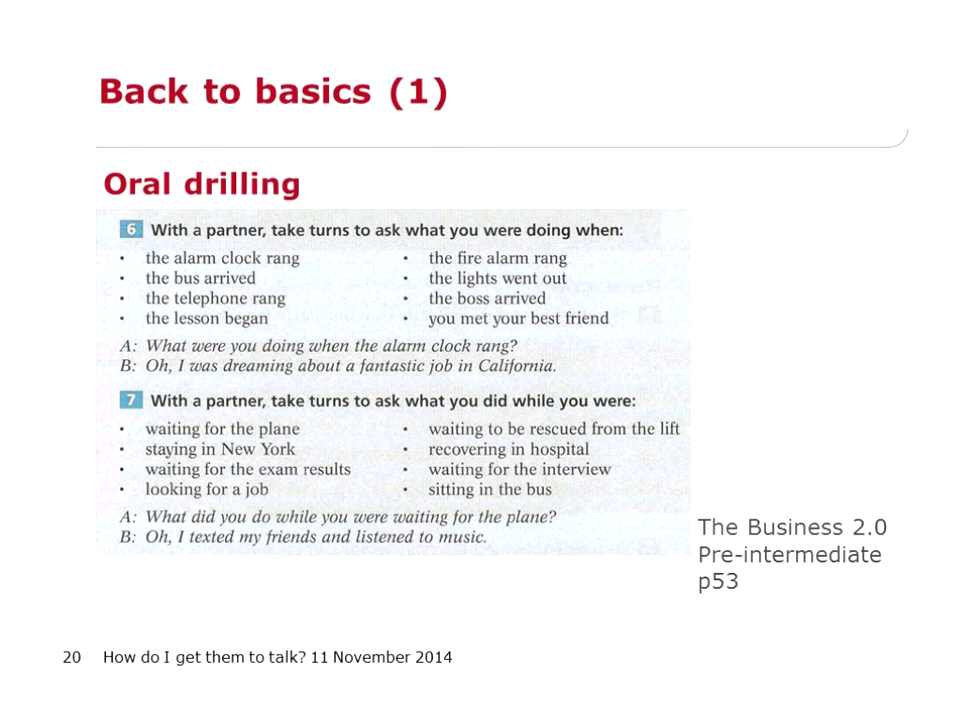 Back to basics (1)
Oral drilling
6 With a partner, take turns to ask what you were doing when:
• the alarm clock rang
• the bus arrived
• the telephone rang
• the lesson began
• the fire alarm rang
• the lights went out
• the boss arrived
• you met your best friend
A: What were you doing when the alarm clock rang?
B: Oh, I was dreaming about a fantastic job in California.
7 With a partner, take turns to ask what you did while you were:
• waiting for the plane
• staying in New York
• waiting for the exam results
• looking for a job
• waiting to be rescued from the lift
• recovering in hospital
• waiting for the interview
• sitting in the bus
A: What did you do while you were waiting for the plane?
B: Oh, I texted my friends and listened to music.
The Business 2.0
Pre-intermediate
p53
20 How do I get them to talk? 11 November 2014